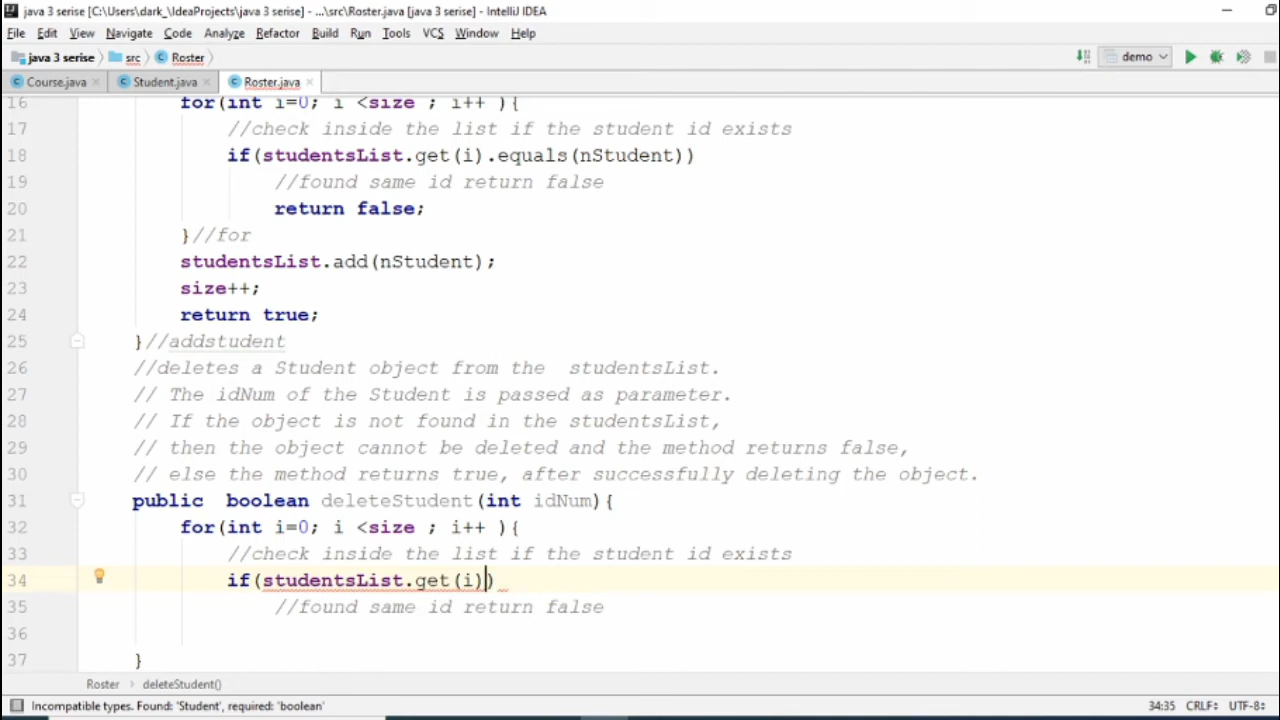 java 3 serise [C:\Users\dark_\IdeaProjects\java 3 serise] - ...\src\Roster.java [java 3 serise] - IntelliJ IDEA
File Edit View Navigate Code Analyze Refactor Build Run Tools VCS Window Help
java 3 serise src Roster demo
Course.java Student.java Roster.java
16 for(int i=0; i <size ; i++ ){
17 //check inside the list if the student id exists
18 if(studentsList.get(i).equals(nStudent))
19 //found same id return false
20 return false;
21 }//for
22 studentsList.add(nStudent);
23 size++;
24 return true;
25 }//addstudent
26 //deletes a Student object from the  studentsList.
27 // The idNum of the Student is passed as parameter.
28 // If the object is not found in the studentsList,
29 // then the object cannot be deleted and the method returns false,
30 // else the method returns true, after successfully deleting the object.
31 public  boolean deleteStudent(int idNum){
32 for(int i=0; i <size ; i++ ){
33 //check inside the list if the student id exists
34 if(studentsList.get(i))
35 //found same id return false
36
37 }
Roster deleteStudent()
Incompatible types. Found: 'Student', required: 'boolean' 34:35 CRLF UTF-8